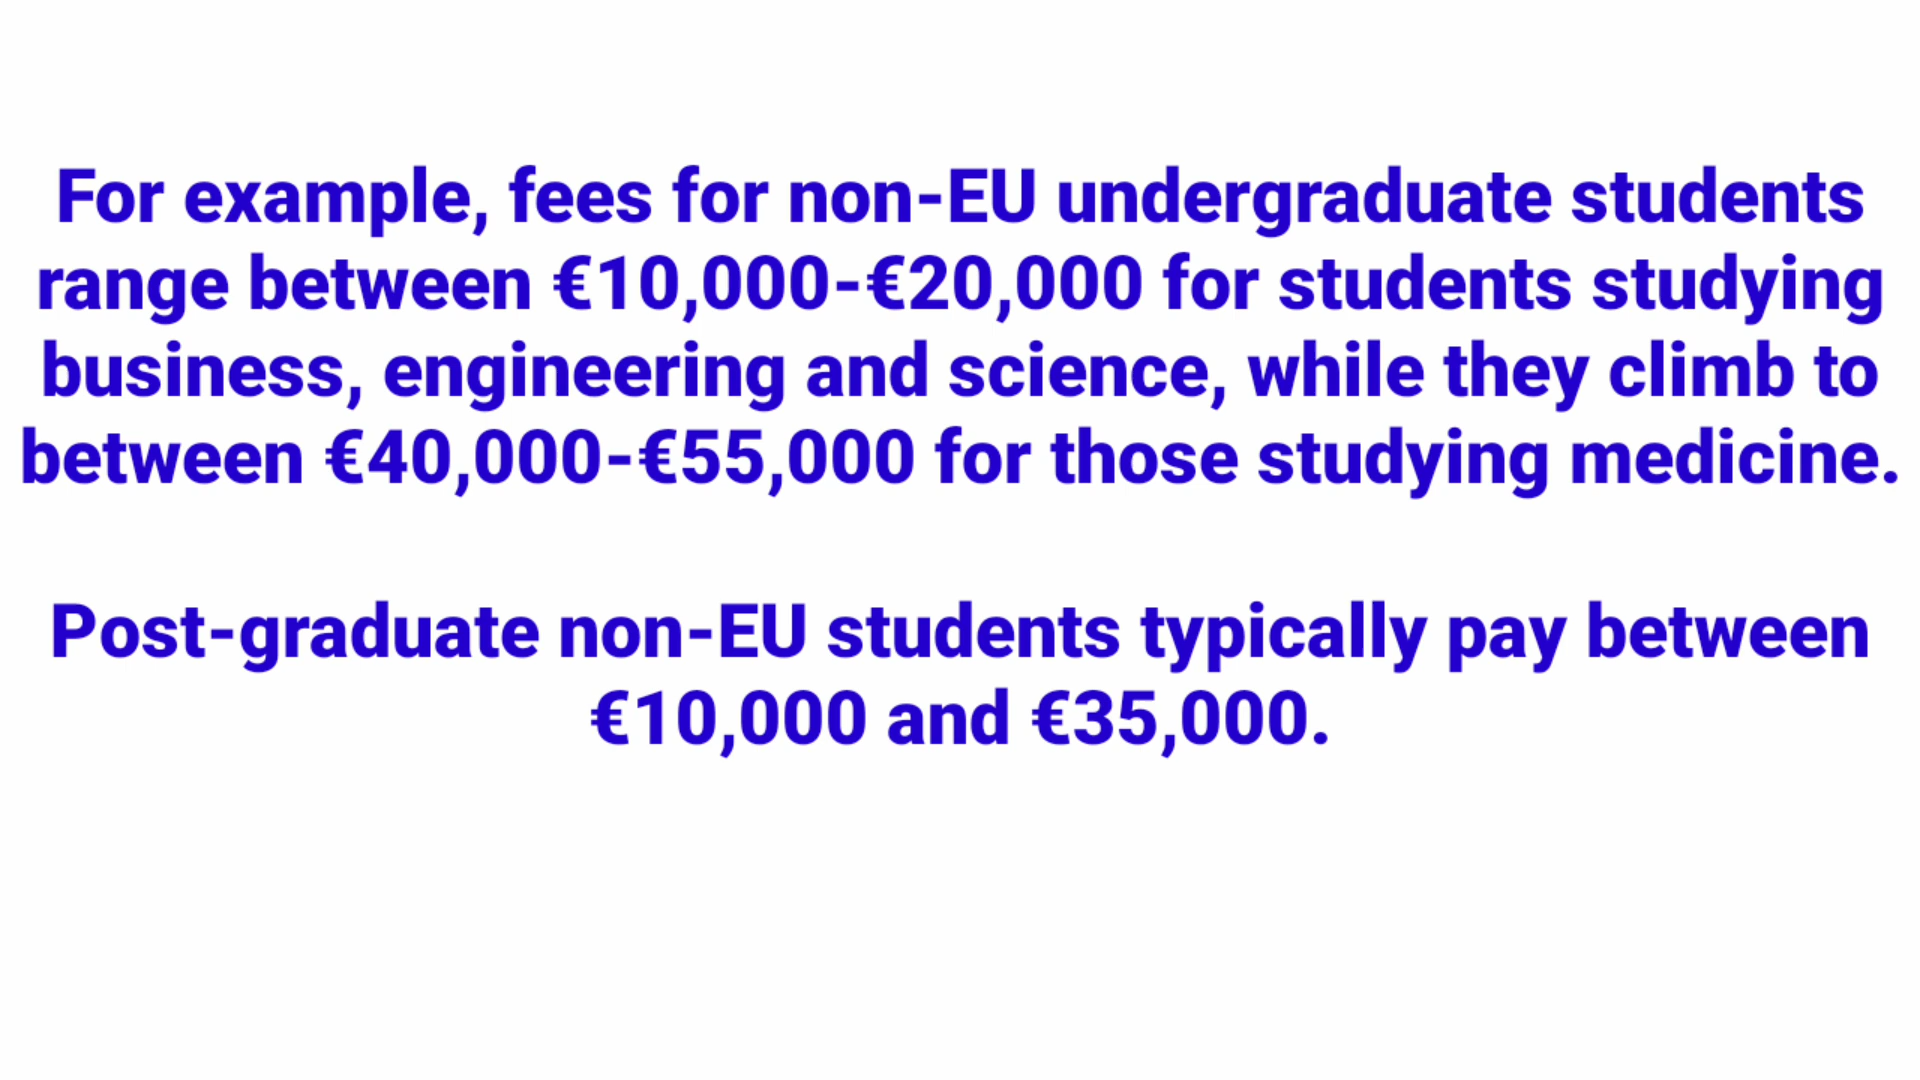 For example, fees for non-EU undergraduate students
range between €10,000-€20,000 for students studying
business, engineering and science, while they climb to
between €40,000-€55,000 for those studying medicine.
Post-graduate non-EU students typically pay between
€10,000 and €35,000.